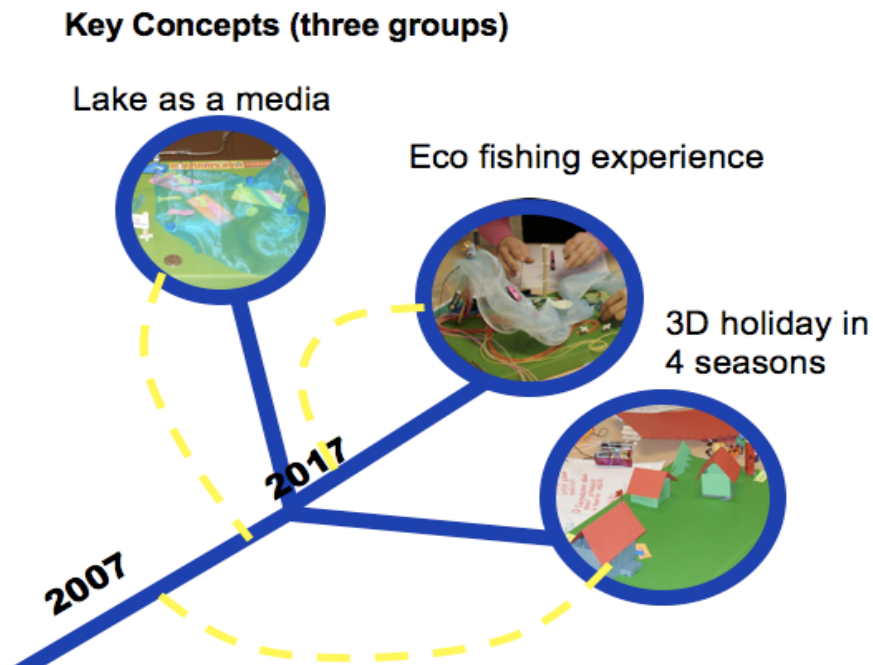 Key Concepts (three groups)
Lake as a media
Eco fishing experience
3D holiday in
4 seasons
2017
2007